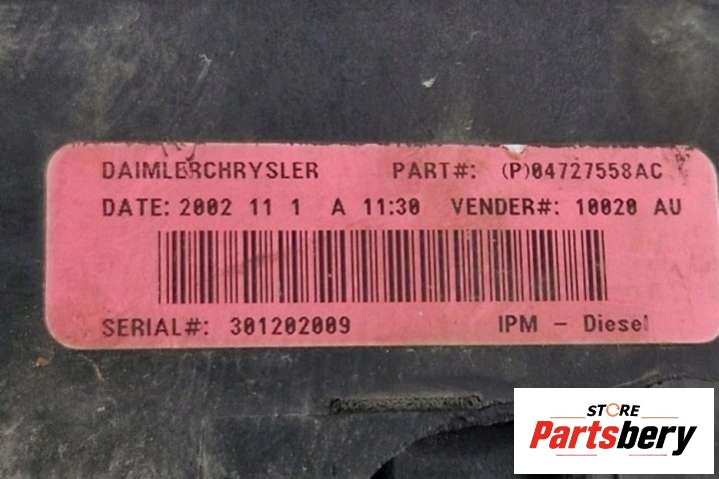 DAIMLERCHRYSLER PART#: (P)04727558AC
DATE: 2002 11 1 A 11:30 VENDER#: 10020 AU
SERIAL#: 301202009 IPM - Diesel
STORE
Partsbery